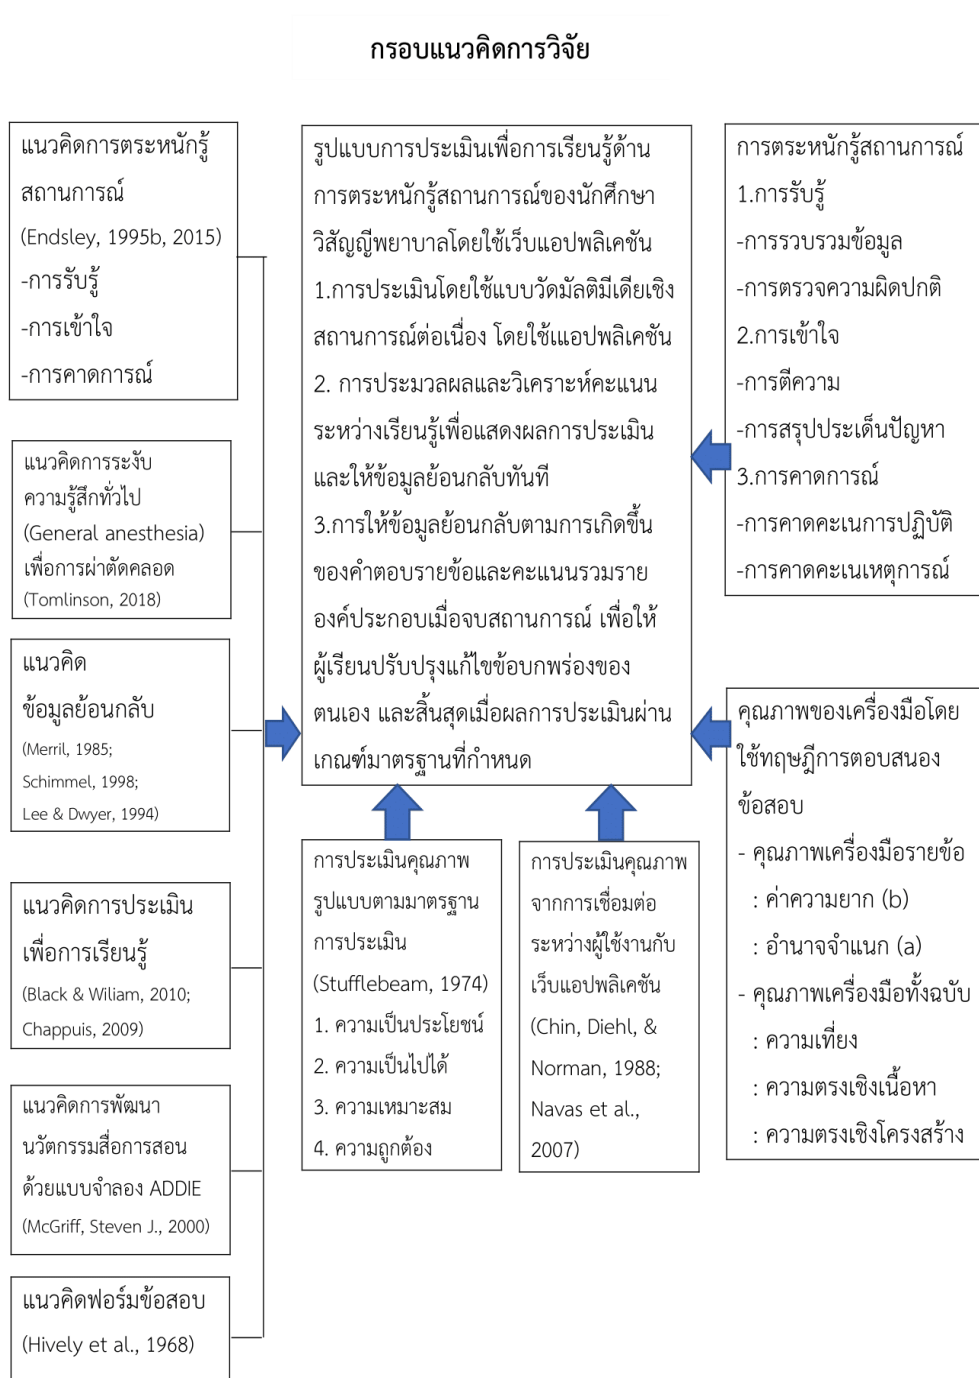 กรอบแนวคิดการวิจัย
แนวคิดการตระหนักรู้
สถานการณ์
(Endsley, 1995b, 2015)
-การรับรู้
-การเข้าใจ
-การคาดการณ์
แนวคิดการระงับ
ความรู้สึกทั่วไป
(General anesthesia)
เพื่อการผ่าตัดคลอด
(Tomlinson, 2018)
แนวคิด
ข้อมูลย้อนกลับ
(Merril, 1985;
Schimmel, 1998;
Lee & Dwyer, 1994)
แนวคิดการประเมิน
เพื่อการเรียนรู้
(Black & Wiliam, 2010;
Chappuis, 2009)
แนวคิดการพัฒนา
นวัตกรรมสื่อการสอน
ด้วยแบบจำลอง ADDIE
(McGriff, Steven J., 2000)
แนวคิดฟอร์มข้อสอบ
(Hively et al., 1968)
รูปแบบการประเมินเพื่อการเรียนรู้ด้าน
การตระหนักรู้สถานการณ์ของนักศึกษา
วิสัญญีพยาบาลโดยใช้เว็บแอปพลิเคชัน
1.การประเมินโดยใช้แบบวัดมัลติมีเดียเชิง
สถานการณ์ต่อเนื่อง โดยใช้แแอปพลิเคชัน
2. การประมวลผลและวิเคราะห์คะแนน
ระหว่างเรียนรู้เพื่อแสดงผลการประเมิน
และให้ข้อมูลย้อนกลับทันที
3.การให้ข้อมูลย้อนกลับตามการเกิดขึ้น
ของคำตอบรายข้อและคะแนนรวมราย
องค์ประกอบเมื่อจบสถานการณ์ เพื่อให้
ผู้เรียนปรับปรุงแก้ไขข้อบกพร่องของ
ตนเอง และสิ้นสุดเมื่อผลการประเมินผ่าน
เกณฑ์มาตรฐานที่กำหนด
การประเมินคุณภาพ
รูปแบบตามมาตรฐาน
การประเมิน
(Stufflebeam, 1974)
1. ความเป็นประโยชน์
2. ความเป็นไปได้
3. ความเหมาะสม
4. ความถูกต้อง
การประเมินคุณภาพ
จากการเชื่อมต่อ
ระหว่างผู้ใช้งานกับ
เว็บแอปพลิเคชัน
(Chin, Diehl, &
Norman, 1988;
Navas et al.,
2007)
การตระหนักรู้สถานการณ์
1.การรับรู้
-การรวบรวมข้อมูล
-การตรวจความผิดปกติ
2.การเข้าใจ
-การตีความ
-การสรุปประเด็นปัญหา
3.การคาดการณ์
-การคาดคะเนการปฏิบัติ
-การคาดคะเนเหตุการณ์
คุณภาพของเครื่องมือโดย
ใช้ทฤษฎีการตอบสนอง
ข้อสอบ
- คุณภาพเครื่องมือรายข้อ
: ค่าความยาก (b)
: อำนาจจำแนก (a)
- คุณภาพเครื่องมือทั้งฉบับ
: ความเที่ยง
: ความตรงเชิงเนื้อหา
: ความตรงเชิงโครงสร้าง